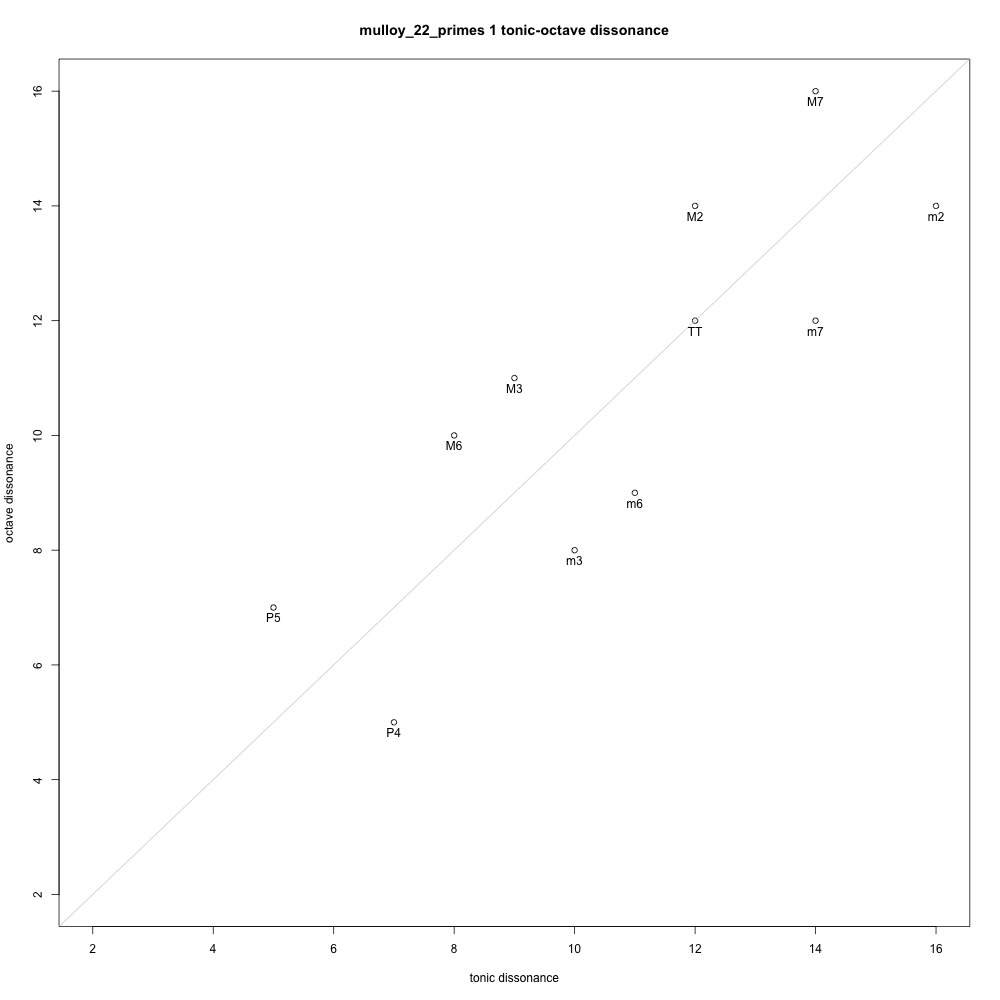 mulloy_22_primes 1 tonic-octave dissonance
16
M7
14
M2
m2
12
TT
m7
M3
10
M6
m6
octave dissonance
8
m3
P5
6
P4
4
2
2 4 6 8 10 12 14 16
tonic dissonance